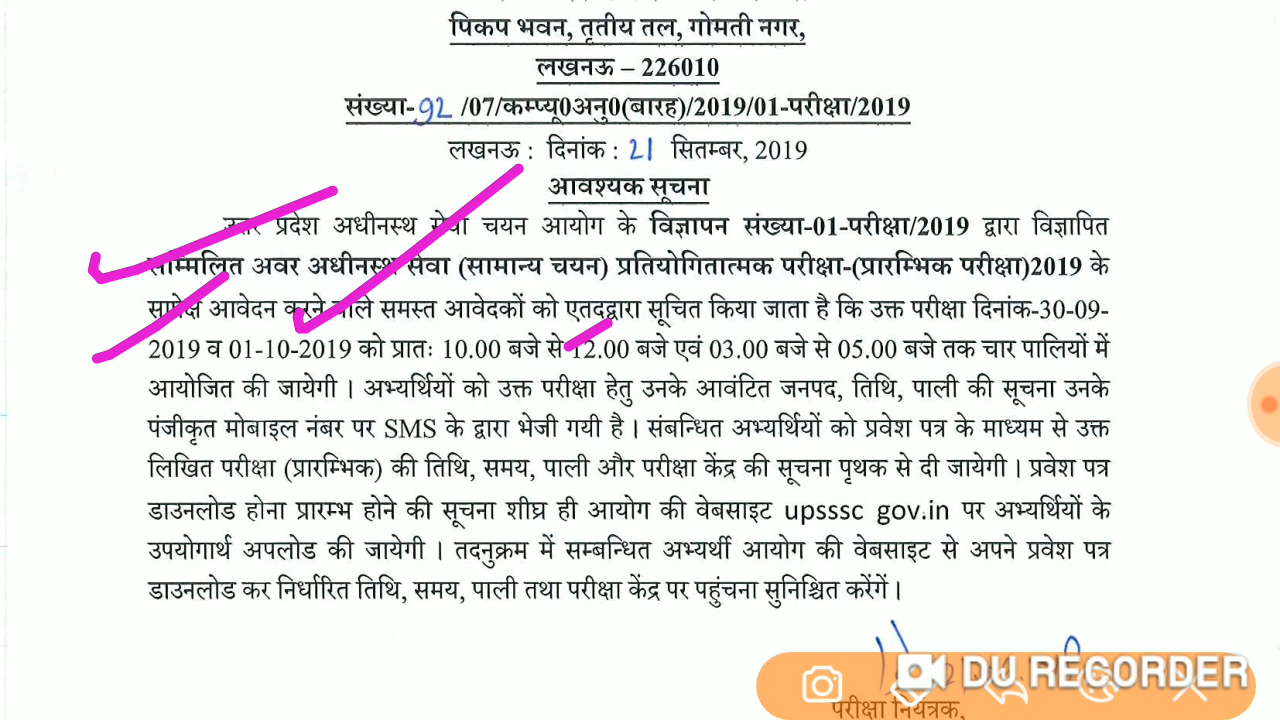 पिकप भवन, तृतीय तल, गोमती नगर,
लखनऊ – 226010
संख्या-92 /07/कम्प्यू0अनु0(बारह)/2019/01-परीक्षा/2019
लखनऊ : दिनांक : 21 सितम्बर, 2019
आवश्यक सूचना
उत्तर प्रदेश अधीनस्थ सेवा चयन आयोग के विज्ञापन संख्या-01-परीक्षा/2019 द्वारा विज्ञापित
सम्मिलित अवर अधीनस्थ सेवा (सामान्य चयन) प्रतियोगितात्मक परीक्षा-(प्रारम्भिक परीक्षा)2019 के
सापेक्ष आवेदन करने वाले समस्त आवेदकों को एतदद्वारा सूचित किया जाता है कि उक्त परीक्षा दिनांक-30-09-
2019 व 01-10-2019 को प्रातः 10.00 बजे से 12.00 बजे एवं 03.00 बजे से 05.00 बजे तक चार पालियों में
आयोजित की जायेगी । अभ्यर्थियों को उक्त परीक्षा हेतु उनके आवंटित जनपद, तिथि, पाली की सूचना उनके
पंजीकृत मोबाइल नंबर पर SMS के द्वारा भेजी गयी है । संबन्धित अभ्यर्थियों को प्रवेश पत्र के माध्यम से उक्त
लिखित परीक्षा (प्रारम्भिक) की तिथि, समय, पाली और परीक्षा केंद्र की सूचना पृथक से दी जायेगी । प्रवेश पत्र
डाउनलोड होना प्रारम्भ होने की सूचना शीघ्र ही आयोग की वेबसाइट upsssc gov.in पर अभ्यर्थियों के
उपयोगार्थ अपलोड की जायेगी । तदनुक्रम में सम्बन्धित अभ्यर्थी आयोग की वेबसाइट से अपने प्रवेश पत्र
डाउनलोड कर निर्धारित तिथि, समय, पाली तथा परीक्षा केंद्र पर पहुंचना सुनिश्चित करेंगें ।
DU RECORDER
परीक्षा नियंत्रक,